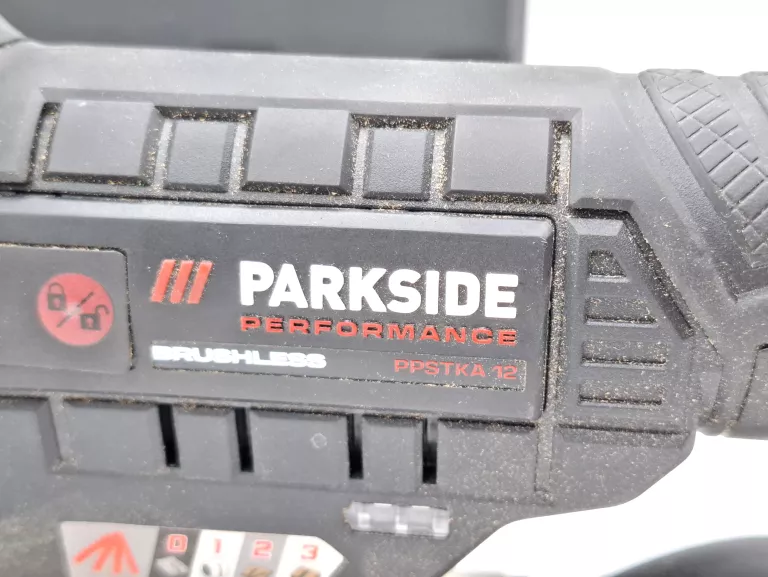 PARKSIDE
PERFORMANCE
BRUSHLESS PPSTKA 12
0 1 2 3